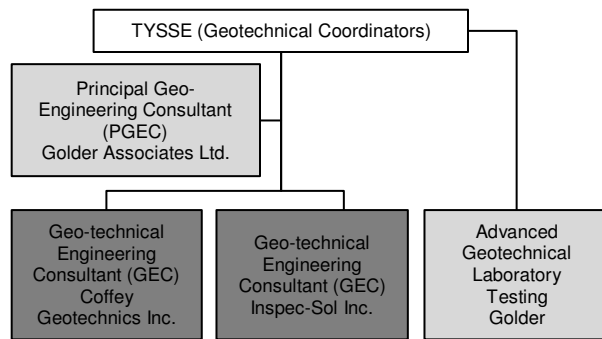 TYSSE (Geotechnical Coordinators)
Principal Geo-
Engineering Consultant
(PGEC)
Golder Associates Ltd.
Geo-technical
Engineering
Consultant (GEC)
Coffey
Geotechnics Inc.
Geo-technical
Engineering
Consultant (GEC)
Inspec-Sol Inc.
Advanced
Geotechnical
Laboratory
Testing
Golder